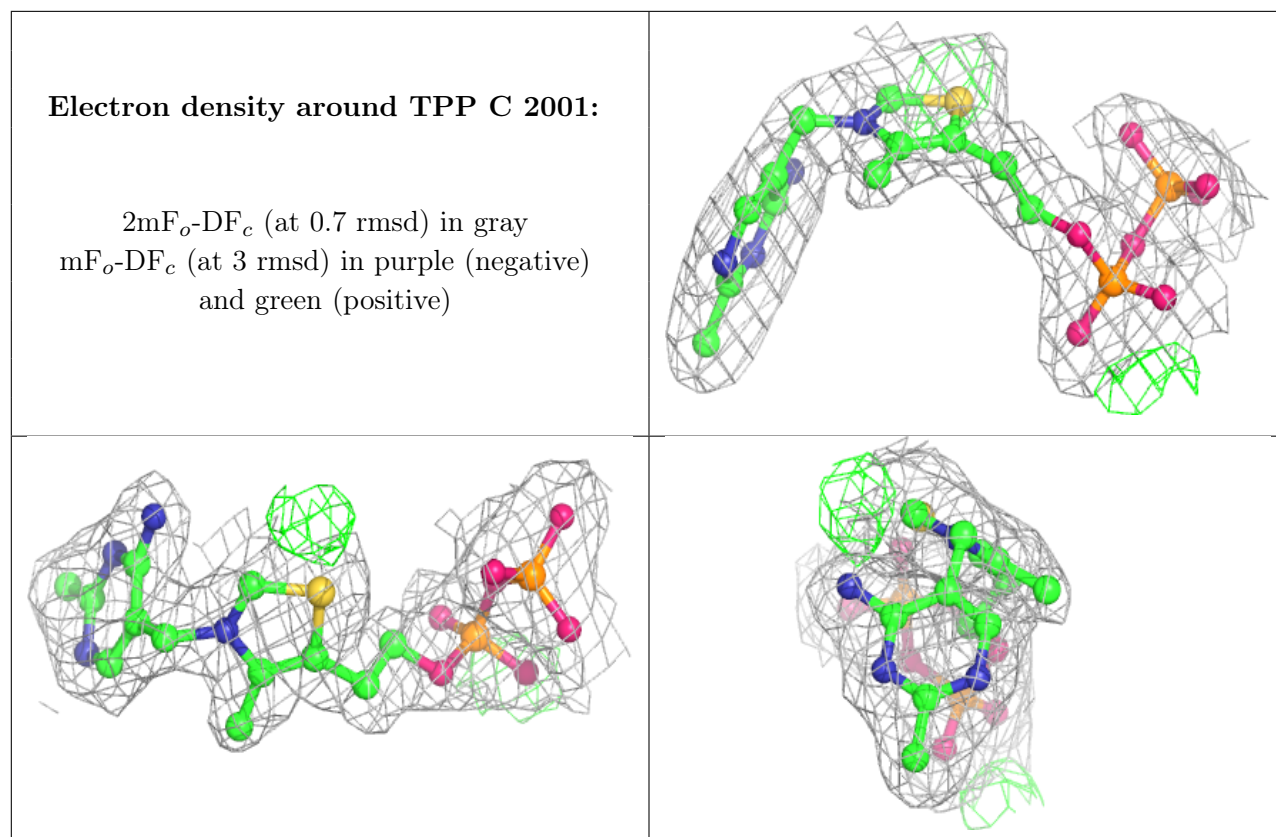 Electron density around TPP C 2001:
2mFₒ-DF𝑐 (at 0.7 rmsd) in gray
mFₒ-DF𝑐 (at 3 rmsd) in purple (negative)
and green (positive)